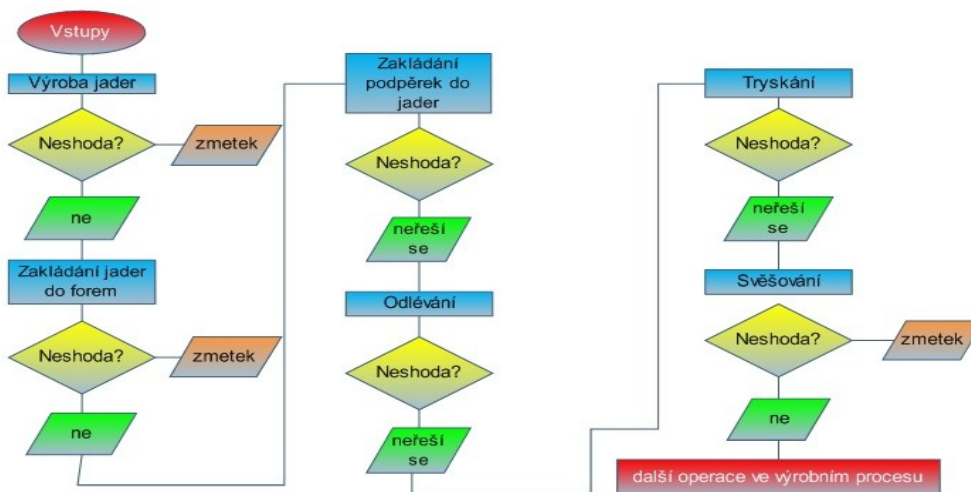 Vstupy
Výroba jader
Neshoda?
zmetek
ne
Zakládání jader
do forem
Neshoda?
zmetek
ne
Zakládání
podpěrek do
jader
Neshoda?
neřeší
se
Odlévání
Neshoda?
neřeší
se
Tryskání
Neshoda?
neřeší
se
Svěšování
Neshoda?
zmetek
ne
další operace ve výrobním procesu